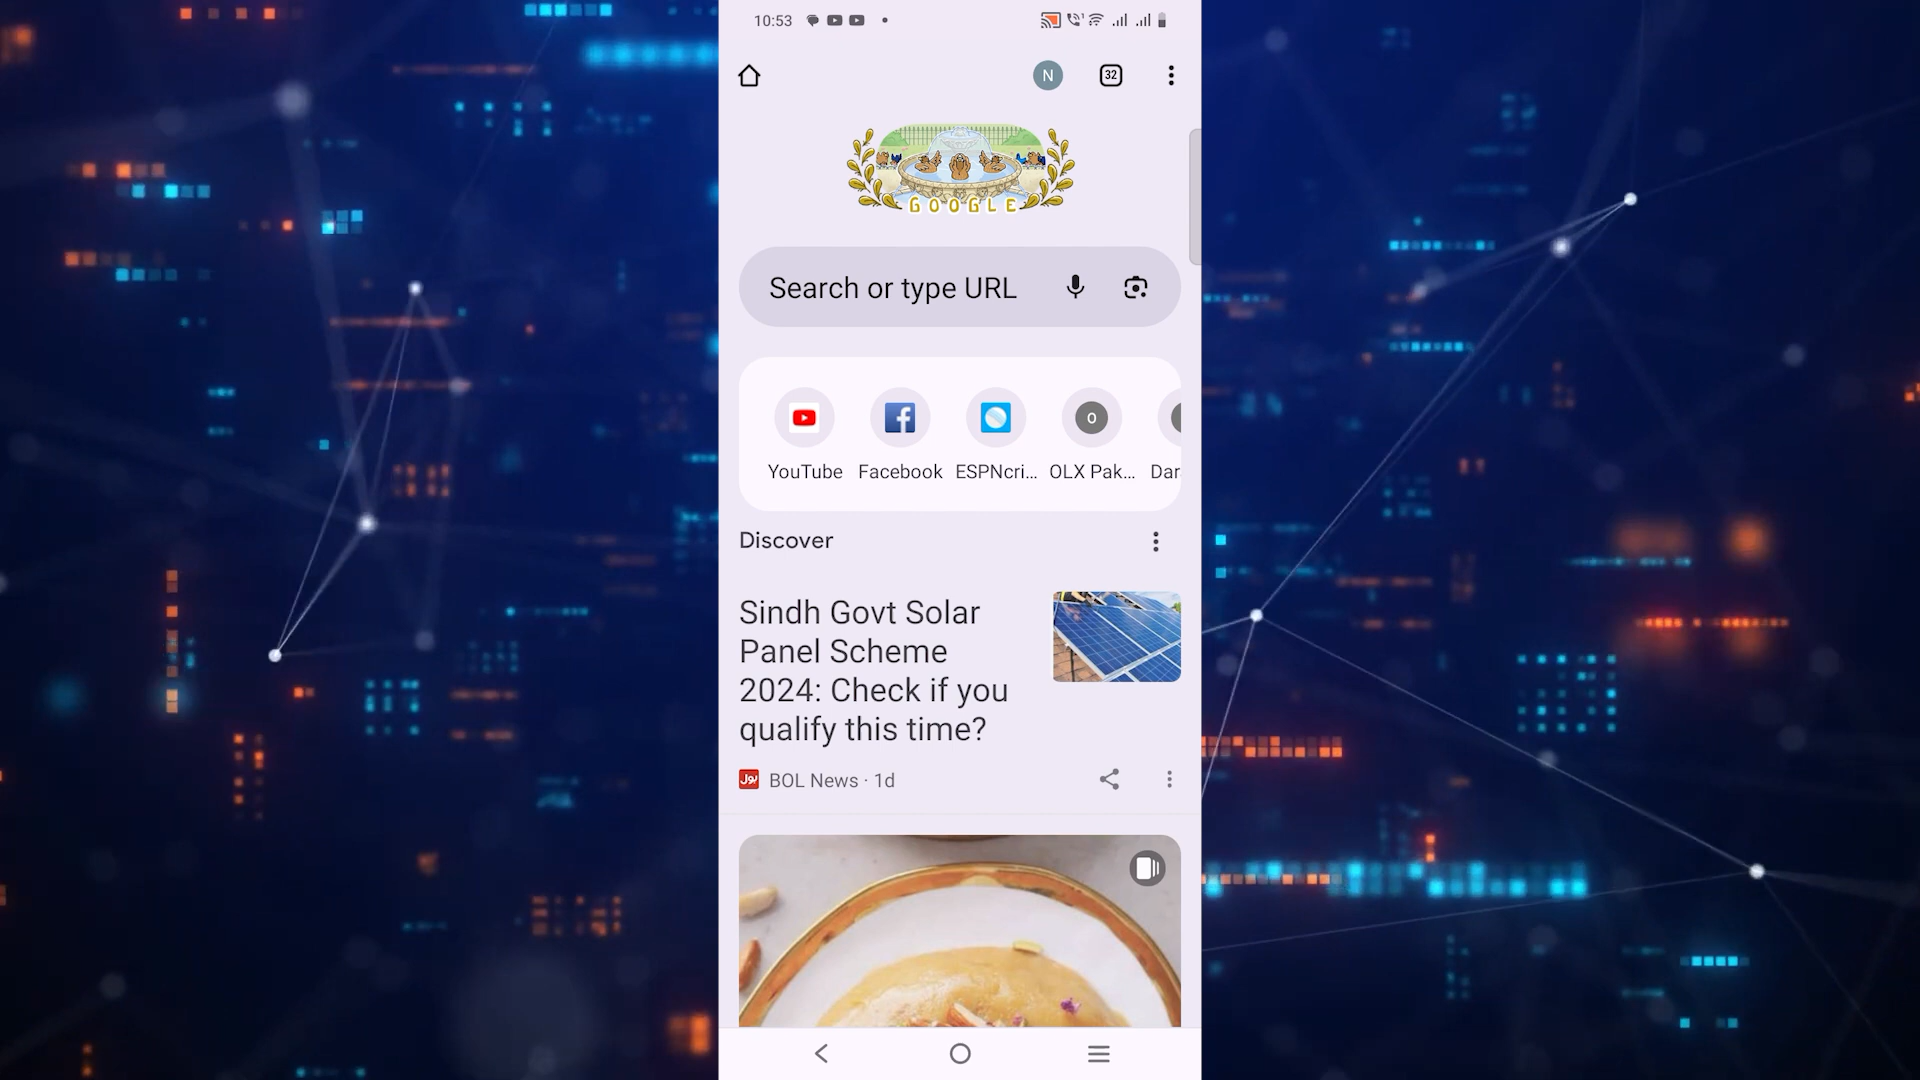 10:53
N
32
GOOGLE
Search or type URL
O
YouTube
Facebook
ESPNcri...
OLX Pak...
Dar
Discover
Sindh Govt Solar
Panel Scheme
2024: Check if you
qualify this time?
بول
BOL News · 1d